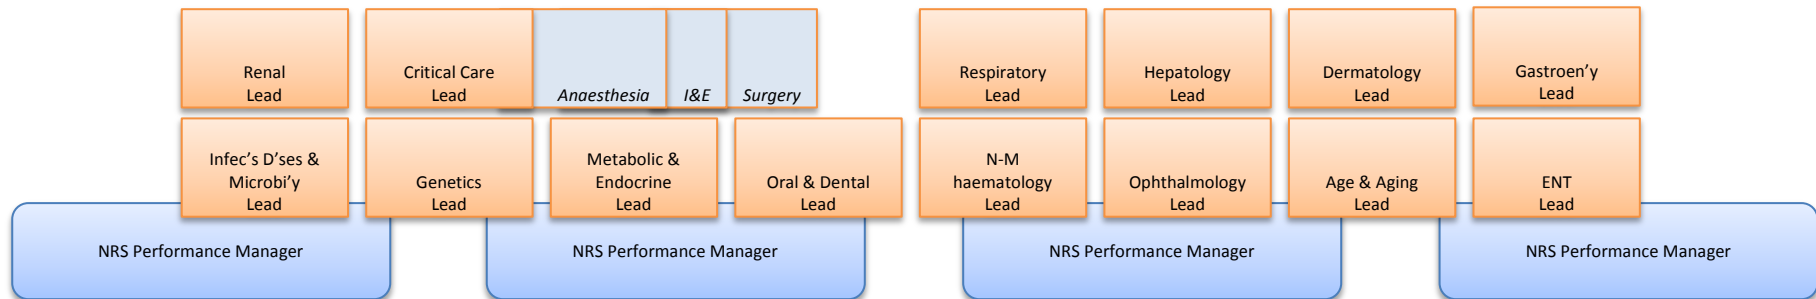 Renal
Lead
Critical Care
Lead
Anaesthesia
I&E
Surgery
Respiratory
Lead
Hepatology
Lead
Dermatology
Lead
Gastroen’y
Lead
Infec’s D’ses &
Microbi’y
Lead
Genetics
Lead
Metabolic &
Endocrine
Lead
Oral & Dental
Lead
N-M
haematology
Lead
Ophthalmology
Lead
Age & Aging
Lead
ENT
Lead
NRS Performance Manager
NRS Performance Manager
NRS Performance Manager
NRS Performance Manager